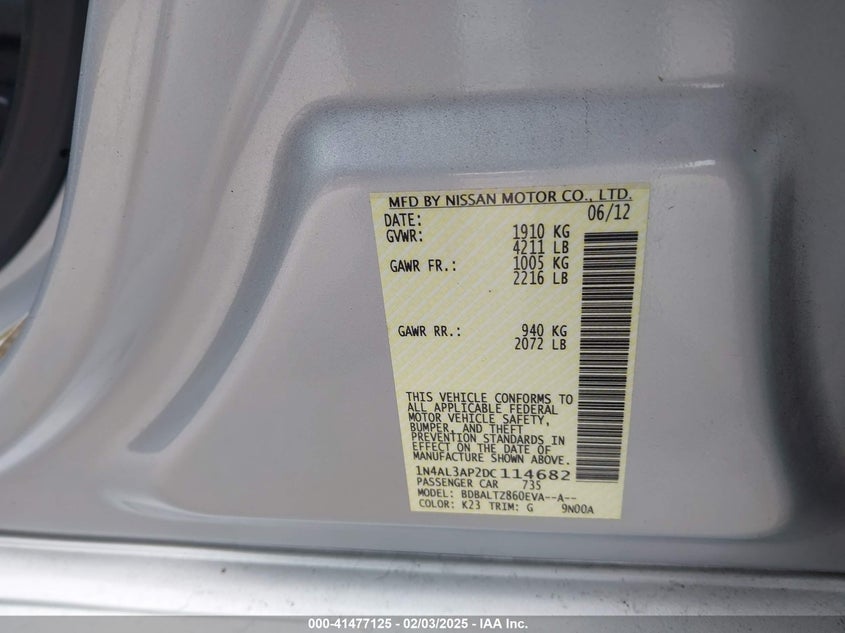 MFD BY NISSAN MOTOR CO., LTD.
DATE: 06/12
GVWR: 1910 KG
4211 LB
GAWR FR.: 1005 KG
2216 LB
GAWR RR.: 940 KG
2072 LB
THIS VEHICLE CONFORMS TO
ALL APPLICABLE FEDERAL
MOTOR VEHICLE SAFETY,
BUMPER, AND THEFT
PREVENTION STANDARDS IN
EFFECT ON THE DATE OF
MANUFACTURE SHOWN ABOVE.
1N4AL3AP2DC114682
PASSENGER CAR 735
MODEL: BDBALTZ860EVA--A--
COLOR: K23 TRIM: G 9N00A
000-41477125 - 02/03/2025 - IAA Inc.